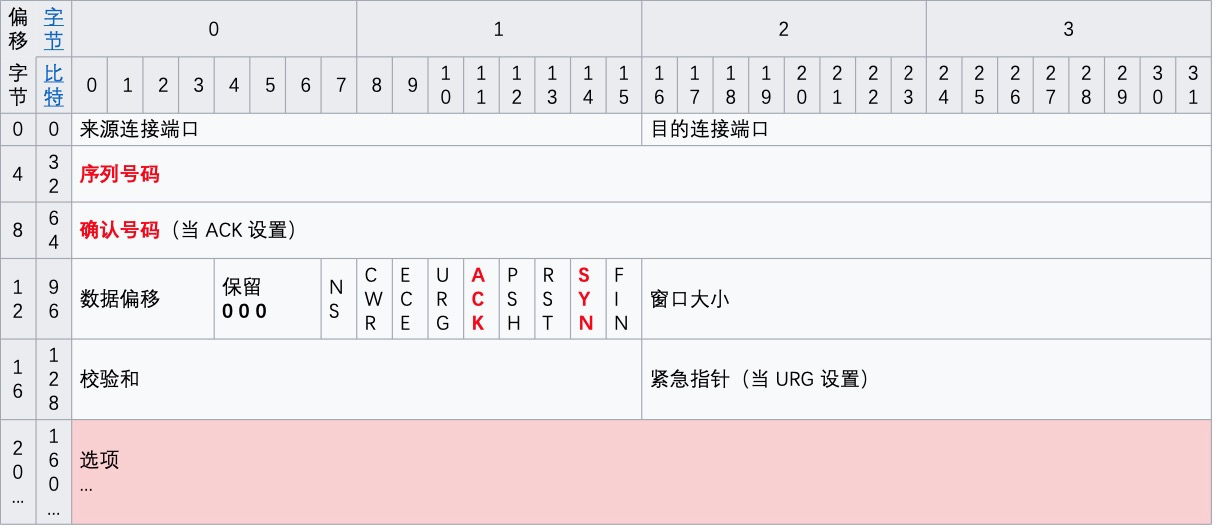 偏移 字节 0 1 2 3
字节 比特 0 1 2 3 4 5 6 7 8 9 10 11 12 13 14 15 16 17 18 19 20 21 22 23 24 25 26 27 28 29 30 31
0 0 来源连接端口 目的连接端口
4 32 序列号码
8 64 确认号码（当 ACK 设置）
12 96 数据偏移 保留 000 NS CWR ECE URG ACK PSH RST SYN FIN 窗口大小
16 128 校验和 紧急指针（当 URG 设置）
20 ... 160 ... 选项
...